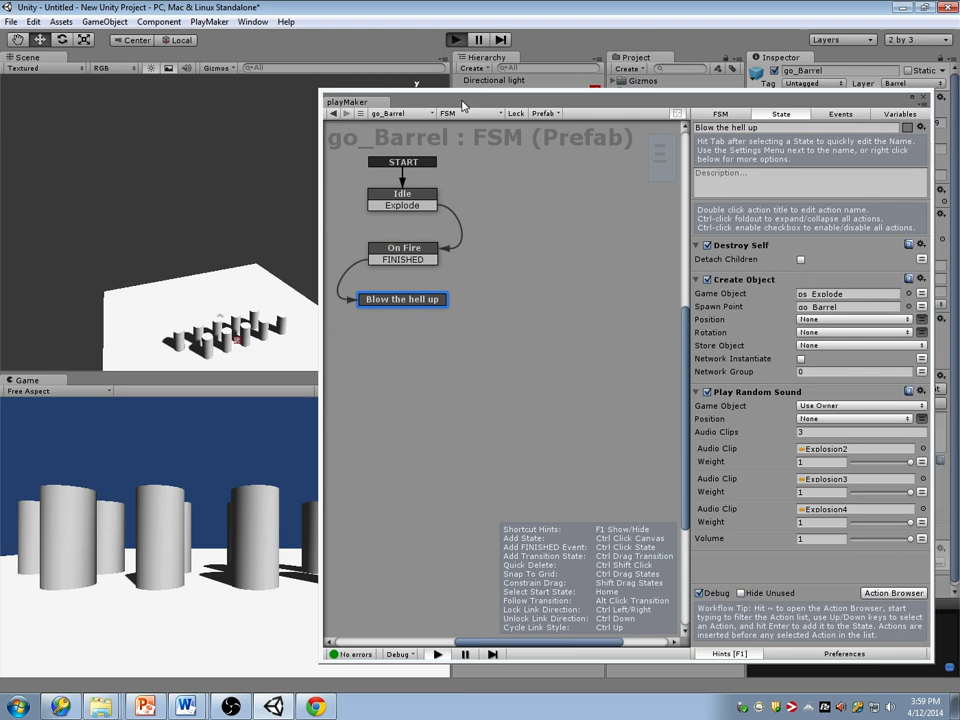 Unity - Untitled - New Unity Project - PC, Mac & Linux Standalone*
File Edit Assets GameObject Component PlayMaker Window Help
Center Local Layers 2 by 3
Scene Hierarchy Project Inspector
Textured RGB Gizmos All Create All Create go_Barrel Static
Directional light Gizmos Tag Untagged Layer Barrel
y
playMaker
go_Barrel FSM Lock Prefab FSM State Events Variables
go_Barrel : FSM (Prefab)
START
Idle
Explode
On Fire
FINISHED
Blow the hell up
Blow the hell up
Hit Tab after selecting a State to quickly edit the Name.
Use the Settings Menu next to the name, or right click
below for more options.
Description...
Double click action title to edit action name.
Ctrl-click foldout to expand/collapse all actions.
Ctrl-click enable checkbox to enable/disable all actions.
Destroy Self
Detach Children
Create Object
Game Object ps_Explode
Spawn Point go_Barrel
Position None
Rotation None
Store Object None
Network Instantiate
Network Group 0
Play Random Sound
Game Object Use Owner
Position None
Audio Clips 3
Audio Clip Explosion2
Weight 1
Audio Clip Explosion3
Weight 1
Audio Clip Explosion4
Weight 1
Volume 1
Debug Hide Unused Action Browser
Workflow Tip: Hit ~ to open the Action Browser, start
typing to filter the Action list, use Up/Down keys to select
an Action, and hit Enter to add it to the State. Actions are
inserted before any selected Action in the list.
Hints [F1] Preferences
Game
Free Aspect
Shortcut Hints: F1 Show/Hide
Add State: Ctrl Click Canvas
Add FINISHED Event: Ctrl Click State
Add Transition State: Ctrl Drag Transition
Quick Delete: Ctrl Shift Click
Snap To Grid: Ctrl Drag States
Constrain Drag: Shift Drag States
Select Start State: Home
Follow Transition: Alt Click Transition
Lock Link Direction: Ctrl Left/Right
Unlock Link Direction: Ctrl Down
Cycle Link Style: Ctrl Up
No errors Debug
3:59 PM
4/12/2014